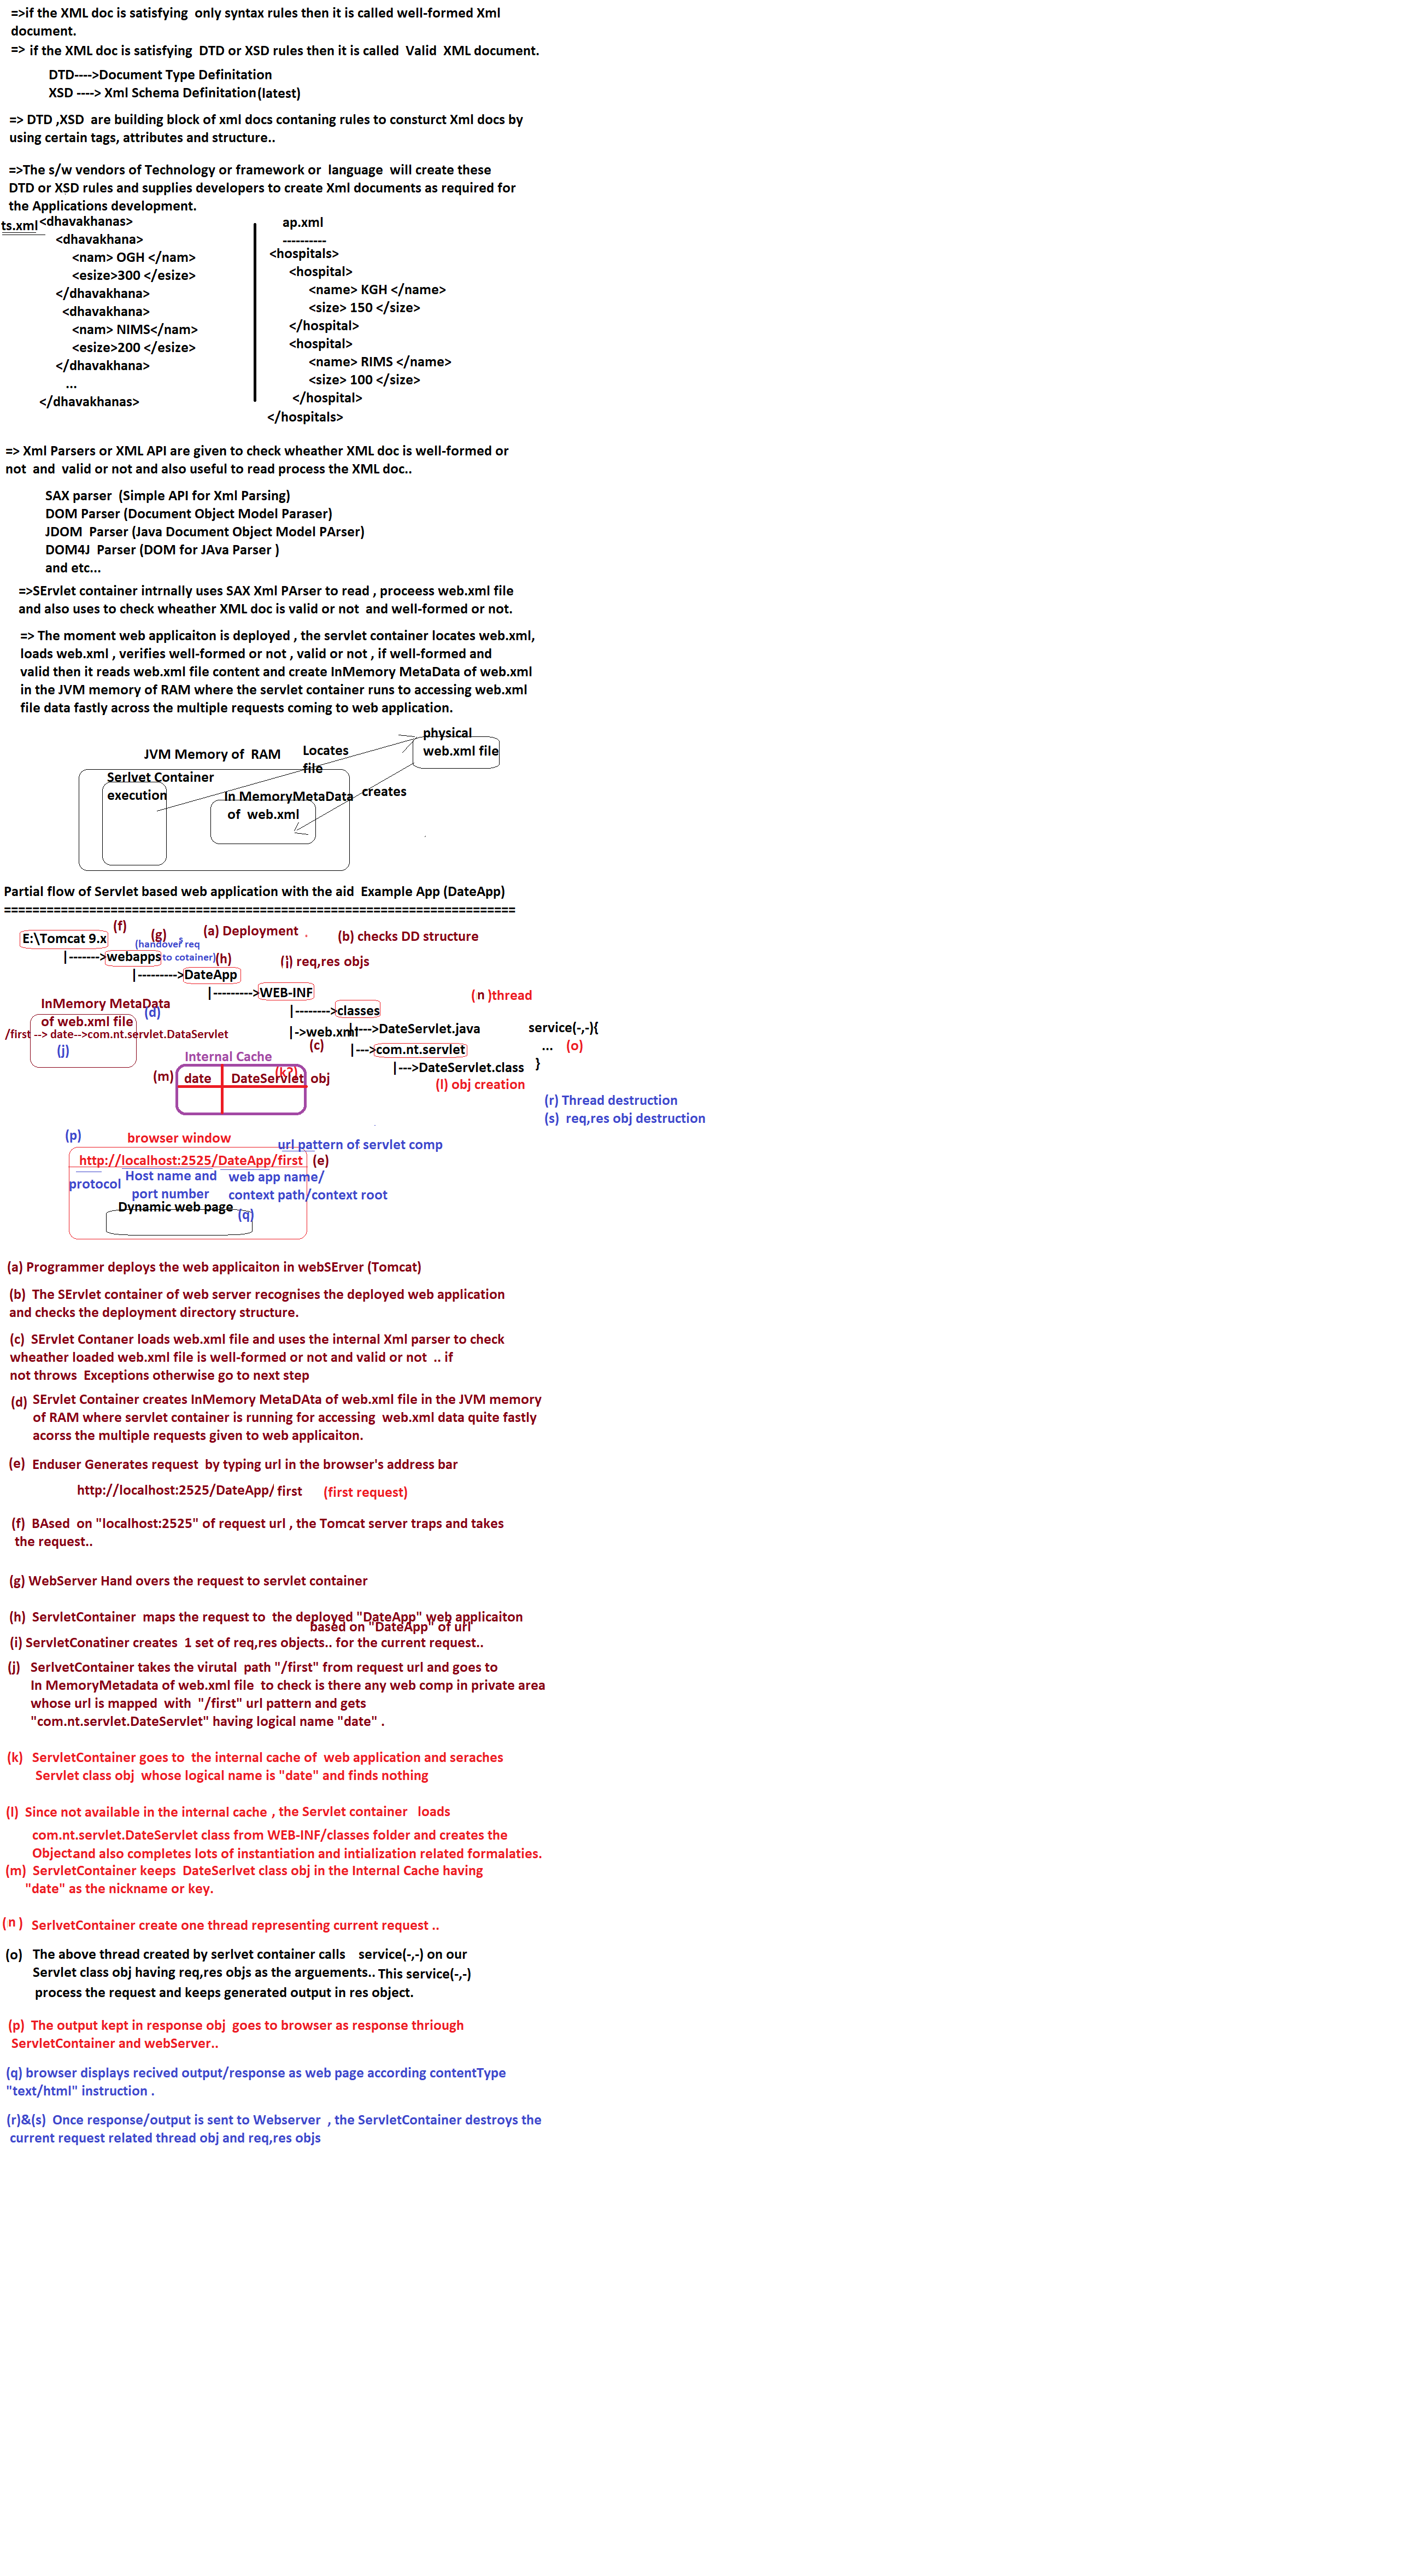 =>if the XML doc is satisfying only syntax rules then it is called well-formed Xml
document.
=> if the XML doc is satisfying DTD or XSD rules then it is called Valid XML document.
DTD---->Document Type Definitation
XSD ----> Xml Schema Definitation(latest)
=> DTD ,XSD are building block of xml docs contaning rules to consturct Xml docs by
using certain tags, attributes and structure..
=>The s/w vendors of Technology or framework or language will create these
DTD or XSD rules and supplies developers to create Xml documents as required for
the Applications development.
ts.xml
<dhavakhanas>
<dhavakhana>
<nam> OGH </nam>
<esize>300 </esize>
</dhavakhana>
<dhavakhana>
<nam> NIMS</nam>
<esize>200 </esize>
</dhavakhana>
...
</dhavakhanas>
ap.xml
----------
<hospitals>
<hospital>
<name> KGH </name>
<size> 150 </size>
</hospital>
<hospital>
<name> RIMS </name>
<size> 100 </size>
</hospital>
</hospitals>
=> Xml Parsers or XML API are given to check wheather XML doc is well-formed or
not and valid or not and also useful to read process the XML doc..
SAX parser (Simple API for Xml Parsing)
DOM Parser (Document Object Model Paraser)
JDOM Parser (Java Document Object Model PArser)
DOM4J Parser (DOM for JAva Parser )
and etc...
=>SErvlet container intrnally uses SAX Xml PArser to read , proceess web.xml file
and also uses to check wheather XML doc is valid or not and well-formed or not.
=> The moment web applicaiton is deployed , the servlet container locates web.xml,
loads web.xml , verifies well-formed or not , valid or not , if well-formed and
valid then it reads web.xml file content and create InMemory MetaData of web.xml
in the JVM memory of RAM where the servlet container runs to accessing web.xml
file data fastly across the multiple requests coming to web application.
physical
web.xml file
JVM Memory of RAM
Locates
file
Serlvet Container
execution
In MemoryMetaData
of web.xml
creates
Partial flow of Servlet based web application with the aid Example App (DateApp)
========================================================================
(f)
E:\Tomcat 9.x
(g)
(handover req
to cotainer)
s
(a) Deployment
(b) checks DD structure
|------->webapps
(h)
(i) req,res objs
|--------->DateApp
|--------->WEB-INF
(n)thread
InMemory MetaData
of web.xml file
(d)
|-------->classes
|->web.xml
|--->DateServlet.java
service(-,-){
... (o)
}
/first --> date-->com.nt.servlet.DataServlet
(j)
(c)
|--->com.nt.servlet
|--->DateServlet.class
Internal Cache
(k?)
(m)
date
DateServlet obj
(l) obj creation
(r) Thread destruction
(s) req,res obj destruction
(p)
browser window
url pattern of servlet comp
http://localhost:2525/DateApp/first (e)
protocol
Host name and
port number
web app name/
context path/context root
Dynamic web page
(q)
(a) Programmer deploys the web applicaiton in webSErver (Tomcat)
(b) The SErvlet container of web server recognises the deployed web application
and checks the deployment directory structure.
(c) SErvlet Contaner loads web.xml file and uses the internal Xml parser to check
wheather loaded web.xml file is well-formed or not and valid or not .. if
not throws Exceptions otherwise go to next step
(d) SErvlet Container creates InMemory MetaDAta of web.xml file in the JVM memory
of RAM where servlet container is running for accessing web.xml data quite fastly
acorss the multiple requests given to web applicaiton.
(e) Enduser Generates request by typing url in the browser's address bar
http://localhost:2525/DateApp/ first (first request)
(f) BAsed on "localhost:2525" of request url , the Tomcat server traps and takes
the request..
(g) WebServer Hand overs the request to servlet container
(h) ServletContainer maps the request to the deployed "DateApp" web applicaiton
based on "DateApp" of url
(i) ServletConatiner creates 1 set of req,res objects.. for the current request..
(j) SerlvetContainer takes the virutal path "/first" from request url and goes to
In MemoryMetadata of web.xml file to check is there any web comp in private area
whose url is mapped with "/first" url pattern and gets
"com.nt.servlet.DateServlet" having logical name "date" .
(k) ServletContainer goes to the internal cache of web application and seraches
Servlet class obj whose logical name is "date" and finds nothing
(l) Since not available in the internal cache , the Servlet container loads
com.nt.servlet.DateServlet class from WEB-INF/classes folder and creates the
Object and also completes lots of instantiation and intialization related formalaties.
(m) ServletContainer keeps DateSerlvet class obj in the Internal Cache having
"date" as the nickname or key.
(n) SerlvetContainer create one thread representing current request ..
(o) The above thread created by serlvet container calls service(-,-) on our
Servlet class obj having req,res objs as the arguements.. This service(-,-)
process the request and keeps generated output in res object.
(p) The output kept in response obj goes to browser as response thriough
ServletContainer and webServer..
(q) browser displays recived output/response as web page according contentType
"text/html" instruction .
(r)&(s) Once response/output is sent to Webserver , the ServletContainer destroys the
current request related thread obj and req,res objs